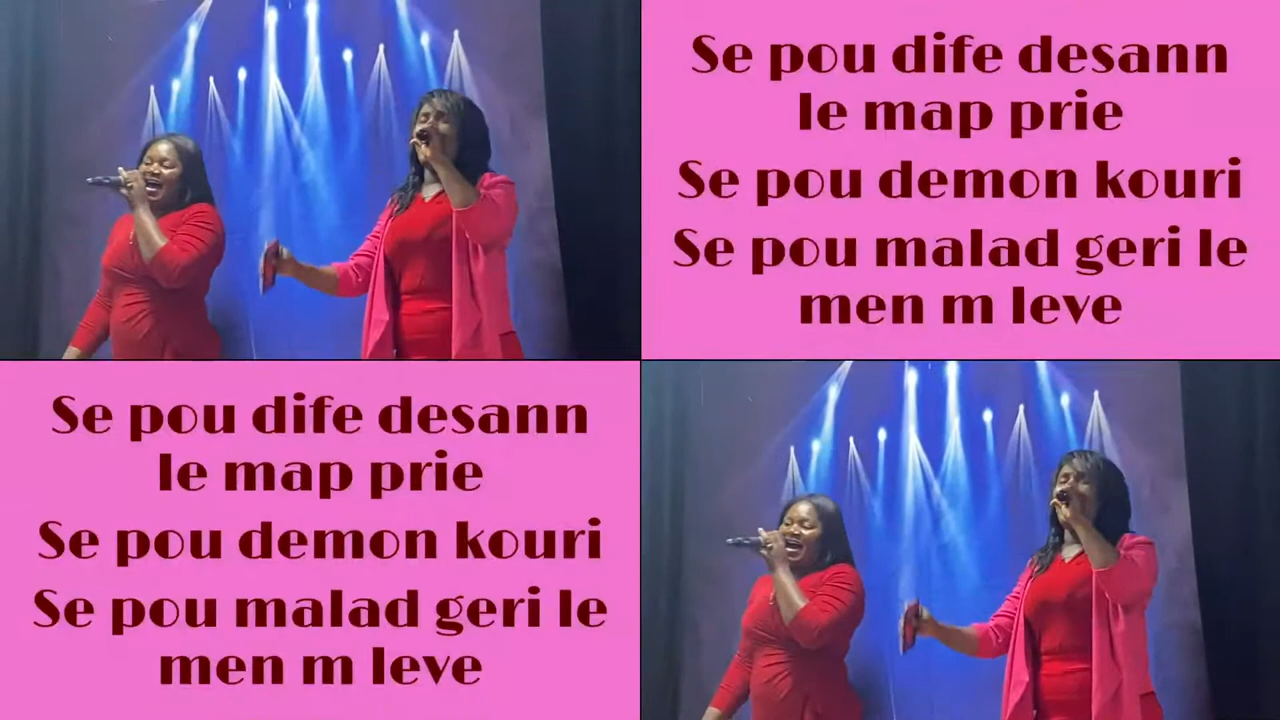 Se pou dife desann
le map prie
Se pou demon kouri
Se pou malad geri le
men m leve
Se pou dife desann
le map prie
Se pou demon kouri
Se pou malad geri le
men m leve